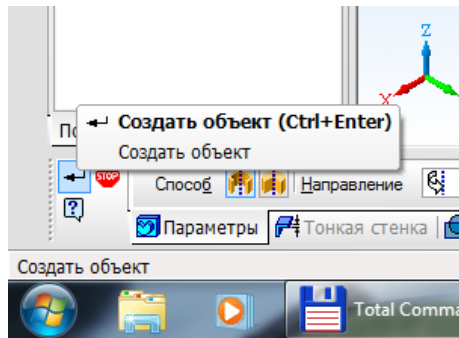 Z
X
По
Создать объект (Ctrl+Enter)
Создать объект
STOP
Способ
Направление
Параметры
Тонкая стенка
Создать объект
Total Comma